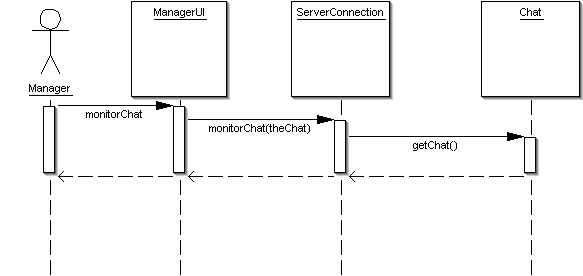 ManagerUI
ServerConnection
Chat
Manager
monitorChat
monitorChat(theChat)
getChat()